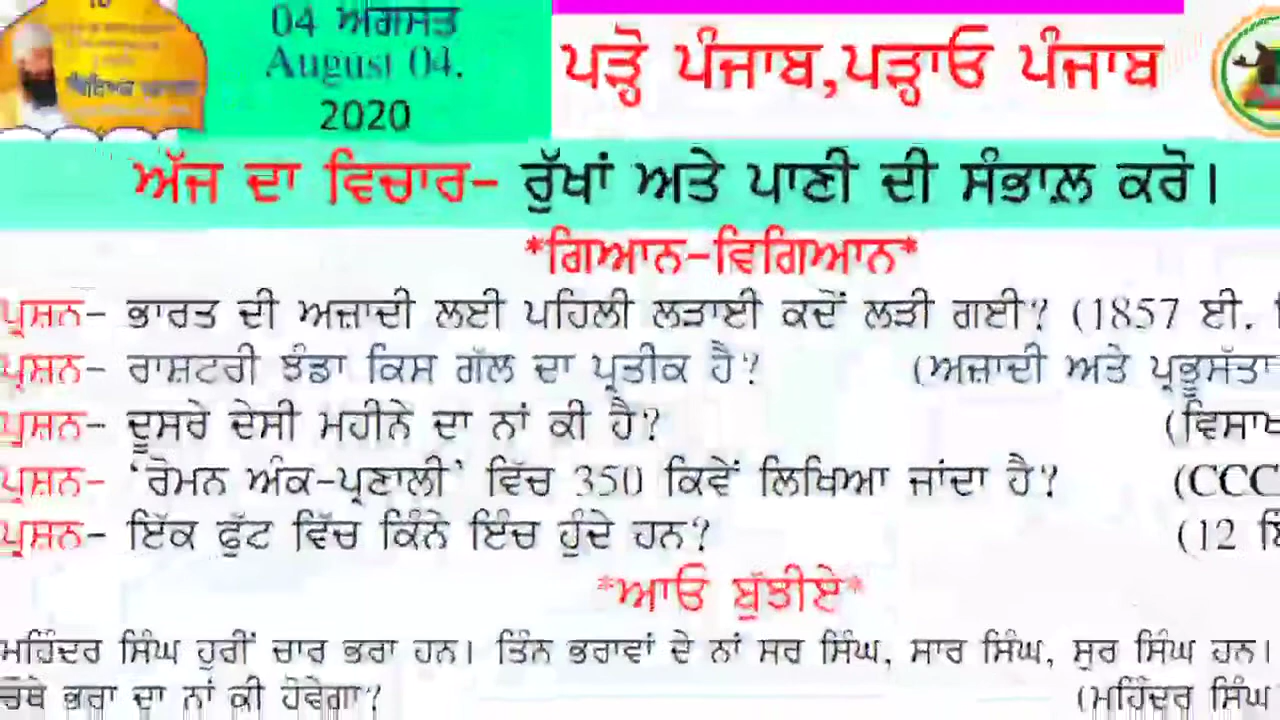 04 ਅਗਸਤ
August 04,
2020
ਪੜ੍ਹੋ ਪੰਜਾਬ,ਪੜ੍ਹਾਓ ਪੰਜਾਬ
ਅੱਜ ਦਾ ਵਿਚਾਰ- ਰੁੱਖਾਂ ਅਤੇ ਪਾਣੀ ਦੀ ਸੰਭਾਲ਼ ਕਰੋ।
*ਗਿਆਨ-ਵਿਗਿਆਨ*
ਪ੍ਰਸ਼ਨ- ਭਾਰਤ ਦੀ ਅਜ਼ਾਦੀ ਲਈ ਪਹਿਲੀ ਲੜਾਈ ਕਦੋਂ ਲੜੀ ਗਈ? (1857 ਈ.
ਪ੍ਰਸ਼ਨ- ਰਾਸ਼ਟਰੀ ਝੰਡਾ ਕਿਸ ਗੱਲ ਦਾ ਪ੍ਰਤੀਕ ਹੈ? (ਅਜ਼ਾਦੀ ਅਤੇ ਪ੍ਰਭੂਸੱਤਾ
ਪ੍ਰਸ਼ਨ- ਦੂਸਰੇ ਦੇਸੀ ਮਹੀਨੇ ਦਾ ਨਾਂ ਕੀ ਹੈ? (ਵਿਸਾਖ
ਪ੍ਰਸ਼ਨ- 'ਰੋਮਨ ਅੰਕ-ਪ੍ਰਣਾਲੀ' ਵਿੱਚ 350 ਕਿਵੇਂ ਲਿਖਿਆ ਜਾਂਦਾ ਹੈ? (CCC
ਪ੍ਰਸ਼ਨ- ਇੱਕ ਫੁੱਟ ਵਿੱਚ ਕਿੰਨੇ ਇੰਚ ਹੁੰਦੇ ਹਨ? (12
*ਆਓ ਬੁੱਝੀਏ*
ਮਹਿੰਦਰ ਸਿੰਘ ਹੁਰੀਂ ਚਾਰ ਭਰਾ ਹਨ। ਤਿੰਨ ਭਰਾਵਾਂ ਦੇ ਨਾਂ ਸਰ ਸਿੰਘ, ਸਾਰ ਸਿੰਘ, ਸੁਰ ਸਿੰਘ ਹਨ।
ਚੌਥੇ ਭਰਾ ਦਾ ਨਾਂ ਕੀ ਹੋਵੇਗਾ? (ਮਹਿੰਦਰ ਸਿੰਘ